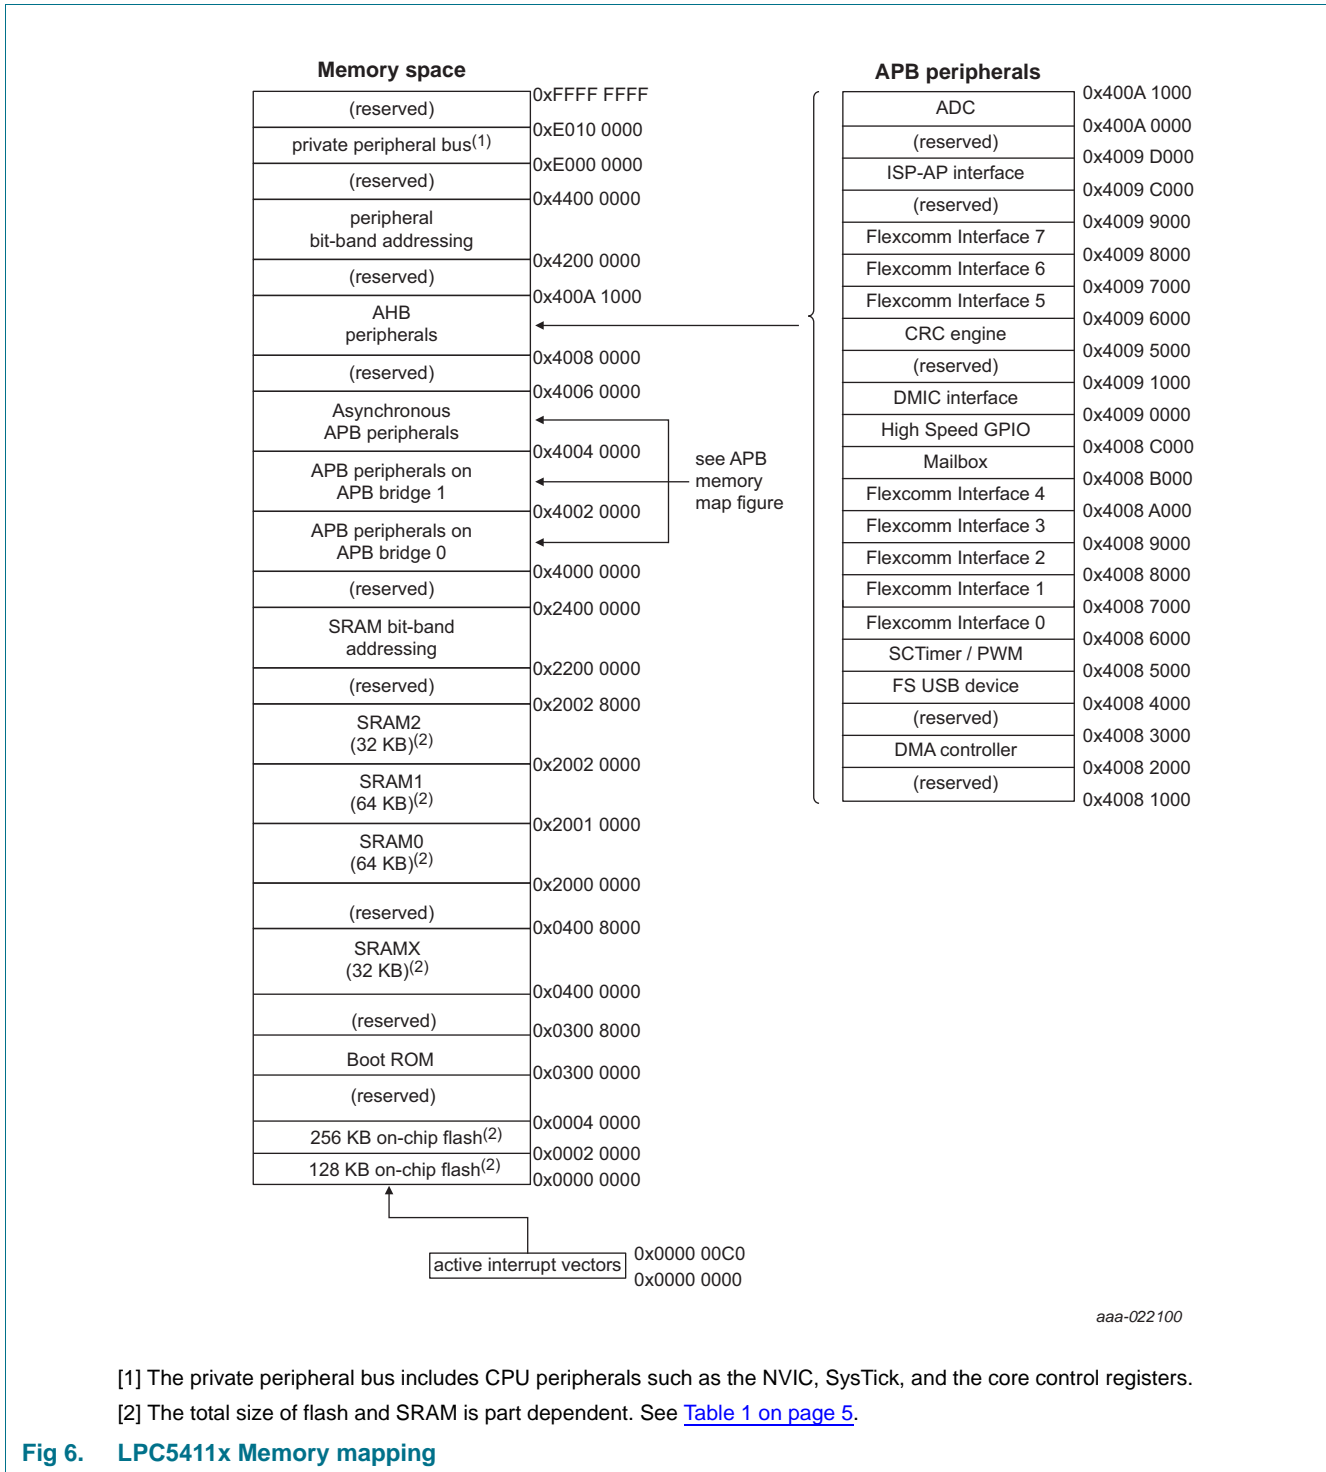 Memory space
0xFFFF FFFF
(reserved)
0xE010 0000
private peripheral bus(1)
0xE000 0000
(reserved)
0x4400 0000
peripheral
bit-band addressing
0x4200 0000
(reserved)
0x400A 1000
AHB
peripherals
0x4008 0000
(reserved)
0x4006 0000
Asynchronous
APB peripherals
0x4004 0000
APB peripherals on
APB bridge 1
0x4002 0000
APB peripherals on
APB bridge 0
0x4000 0000
(reserved)
0x2400 0000
SRAM bit-band
addressing
0x2200 0000
(reserved)
0x2002 8000
SRAM2
(32 KB)(2)
0x2002 0000
SRAM1
(64 KB)(2)
0x2001 0000
SRAM0
(64 KB)(2)
0x2000 0000
(reserved)
0x0400 8000
SRAMX
(32 KB)(2)
0x0400 0000
(reserved)
0x0300 8000
Boot ROM
0x0300 0000
(reserved)
0x0004 0000
256 KB on-chip flash(2)
0x0002 0000
128 KB on-chip flash(2)
0x0000 0000
active interrupt vectors
0x0000 00C0
0x0000 0000
see APB
memory
map figure
APB peripherals
0x400A 1000
ADC
0x400A 0000
(reserved)
0x4009 D000
ISP-AP interface
0x4009 C000
(reserved)
0x4009 9000
Flexcomm Interface 7
0x4009 8000
Flexcomm Interface 6
0x4009 7000
Flexcomm Interface 5
0x4009 6000
CRC engine
0x4009 5000
(reserved)
0x4009 1000
DMIC interface
0x4009 0000
High Speed GPIO
0x4008 C000
Mailbox
0x4008 B000
Flexcomm Interface 4
0x4008 A000
Flexcomm Interface 3
0x4008 9000
Flexcomm Interface 2
0x4008 8000
Flexcomm Interface 1
0x4008 7000
Flexcomm Interface 0
0x4008 6000
SCTimer / PWM
0x4008 5000
FS USB device
0x4008 4000
(reserved)
0x4008 3000
DMA controller
0x4008 2000
(reserved)
0x4008 1000
aaa-022100
[1] The private peripheral bus includes CPU peripherals such as the NVIC, SysTick, and the core control registers.
[2] The total size of flash and SRAM is part dependent. See Table 1 on page 5.
Fig 6. LPC5411x Memory mapping